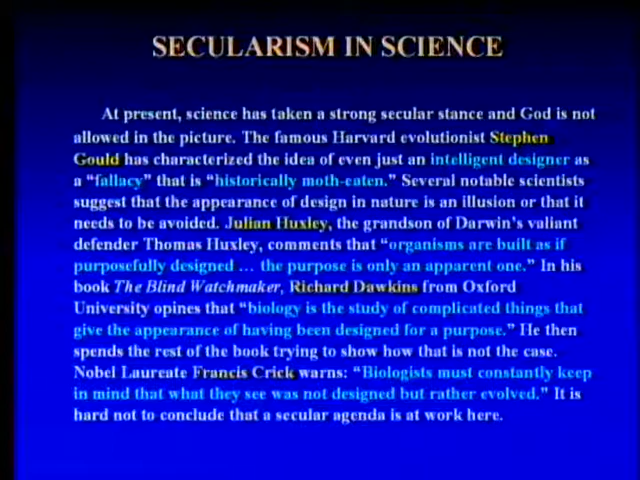 SECULARISM IN SCIENCE
At present, science has taken a strong secular stance and God is not
allowed in the picture. The famous Harvard evolutionist Stephen
Gould has characterized the idea of even just an intelligent designer as
a “fallacy” that is “historically moth-eaten.” Several notable scientists
suggest that the appearance of design in nature is an illusion or that it
needs to be avoided. Julian Huxley, the grandson of Darwin’s valiant
defender Thomas Huxley, comments that “organisms are built as if
purposefully designed … the purpose is only an apparent one.” In his
book The Blind Watchmaker, Richard Dawkins from Oxford
University opines that “biology is the study of complicated things that
give the appearance of having been designed for a purpose.” He then
spends the rest of the book trying to show how that is not the case.
Nobel Laureate Francis Crick warns: “Biologists must constantly keep
in mind that what they see was not designed but rather evolved.” It is
hard not to conclude that a secular agenda is at work here.